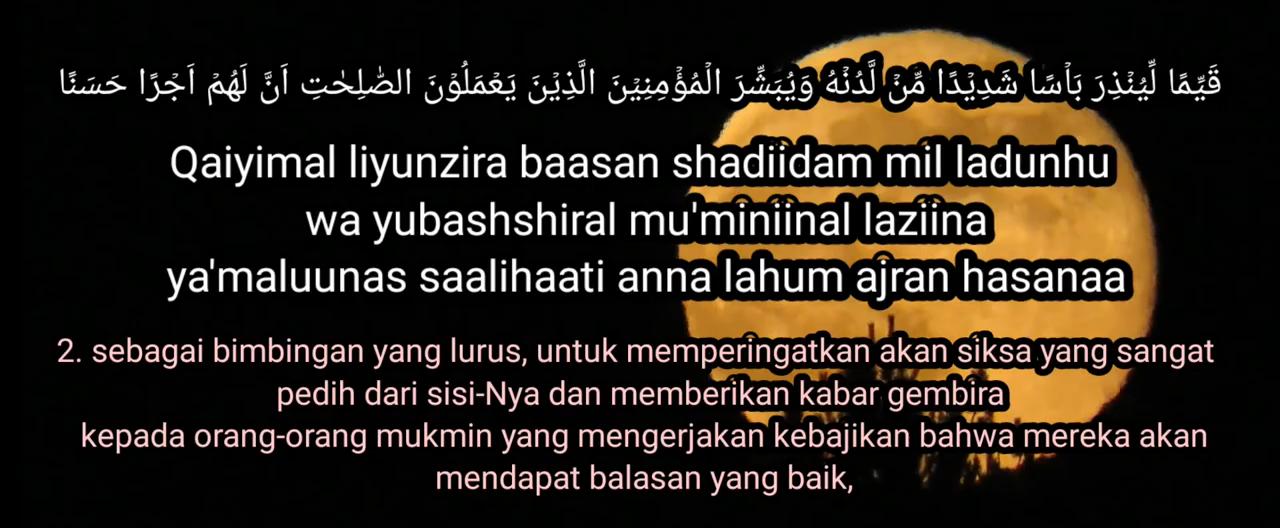 قَيِّمًا لِّيُنْذِرَ بَأْسًا شَدِيْدًا مِّنْ لَّدُنْهُ وَيُبَشِّرَ الْمُؤْمِنِيْنَ الَّذِيْنَ يَعْمَلُوْنَ الصّٰلِحٰتِ اَنَّ لَهُمْ اَجْرًا حَسَنًا
Qaiyimal liyunzira baasan shadiidam mil ladunhu
wa yubashshiral mu'miniinal laziina
ya'maluunas saalihaati anna lahum ajran hasanaa
2. sebagai bimbingan yang lurus, untuk memperingatkan akan siksa yang sangat
pedih dari sisi-Nya dan memberikan kabar gembira
kepada orang-orang mukmin yang mengerjakan kebajikan bahwa mereka akan
mendapat balasan yang baik,